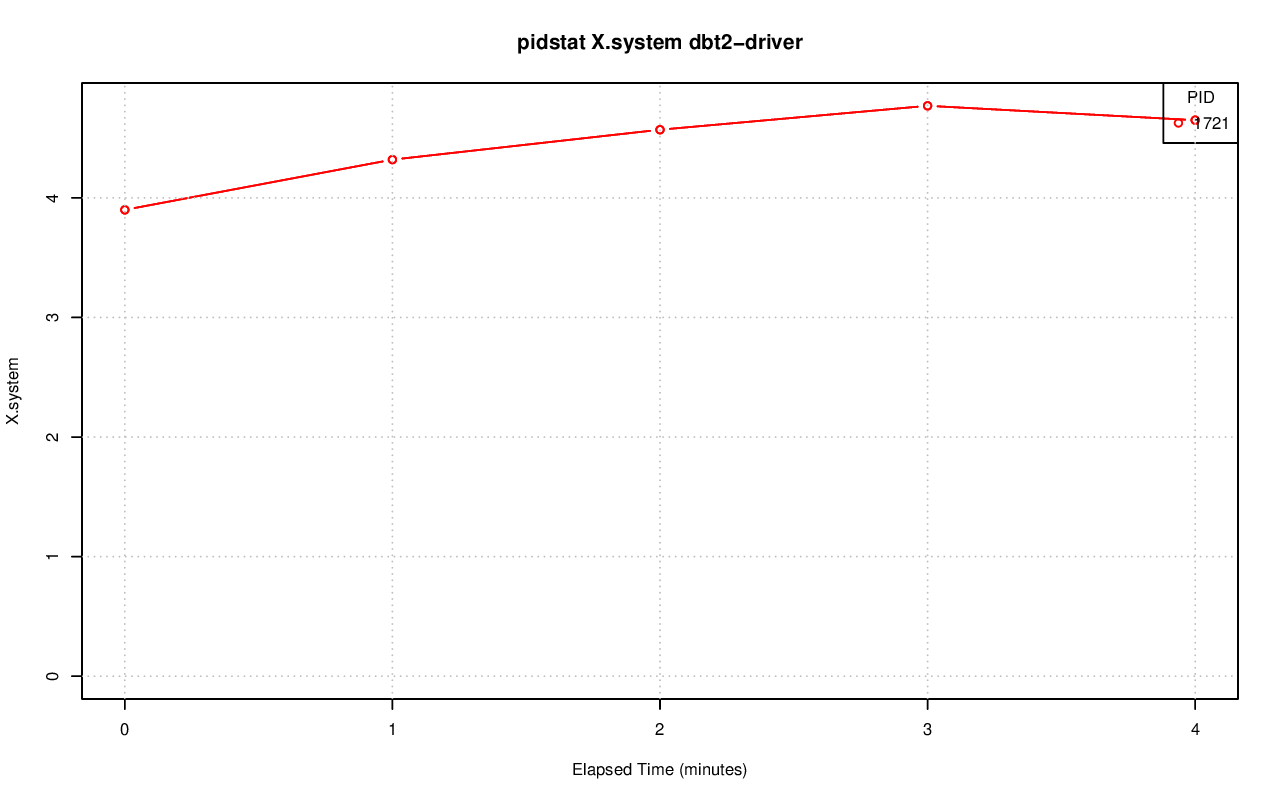 pidstat X.system dbt2−driver
PID
1721
X.system
4
3
2
1
0
0 1 2 3 4
Elapsed Time (minutes)